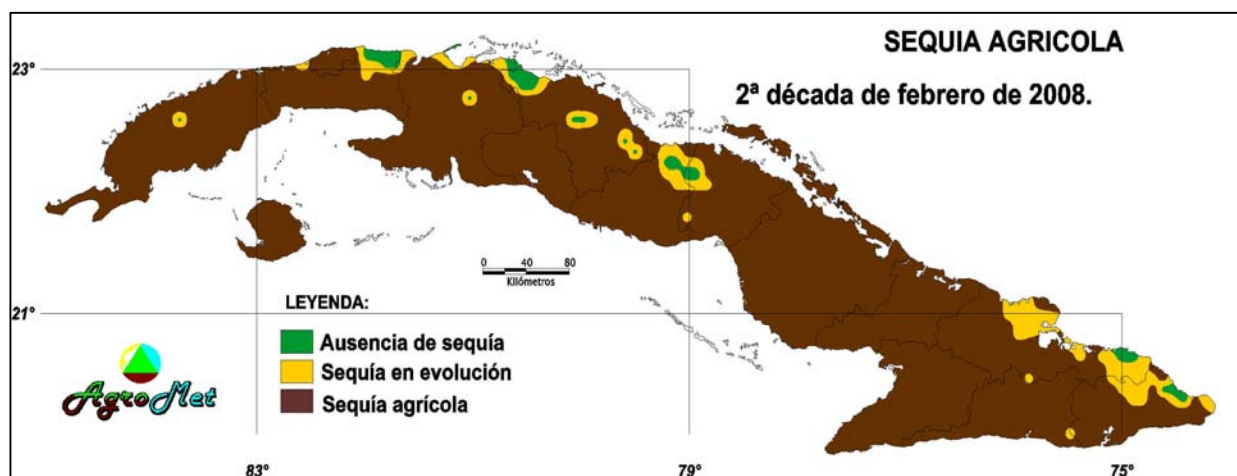 SEQUIA AGRICOLA
23°
2ª década de febrero de 2008.
0 40 80
Kilómetros
LEYENDA:
21°
Ausencia de sequía
Sequía en evolución
Sequía agrícola
AgroMet
83° 79° 75°